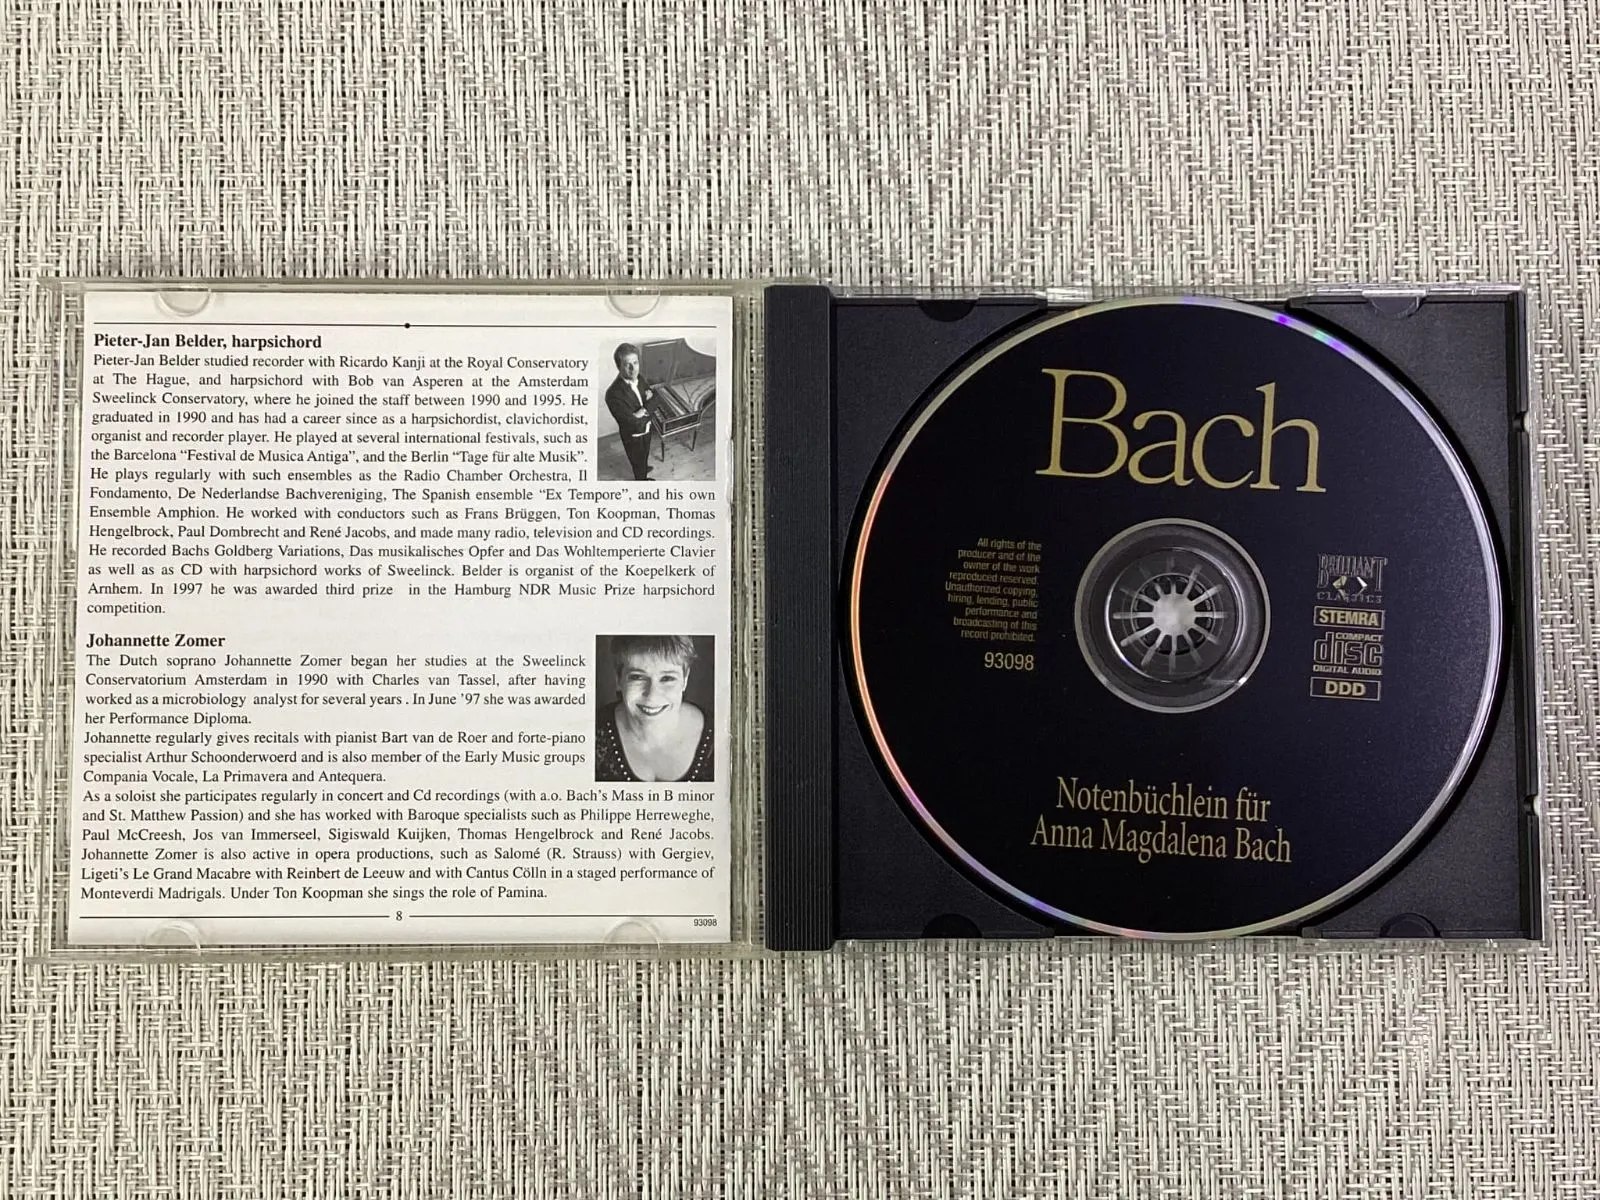 Pieter-Jan Belder, harpsichord
Pieter-Jan Belder studied recorder with Ricardo Kanji at the Royal Conservatory
at The Hague, and harpsichord with Bob van Asperen at the Amsterdam
Sweelinck Conservatory, where he joined the staff between 1990 and 1995. He
graduated in 1990 and has had a career since as a harpsichordist, clavichordist,
organist and recorder player. He played at several international festivals, such as
the Barcelona “Festival de Musica Antiga”, and the Berlin “Tage für alte Musik”.
He plays regularly with such ensembles as the Radio Chamber Orchestra, Il
Fondamento, De Nederlandse Bachvereniging, The Spanish ensemble “Ex Tempore”, and his own
Ensemble Amphion. He worked with conductors such as Frans Brüggen, Ton Koopman, Thomas
Hengelbrock, Paul Dombrecht and René Jacobs, and made many radio, television and CD recordings.
He recorded Bachs Goldberg Variations, Das musikalisches Opfer and Das Wohltemperierte Clavier
as well as as CD with harpsichord works of Sweelinck. Belder is organist of the Koepelkerk of
Arnhem. In 1997 he was awarded third prize in the Hamburg NDR Music Prize harpsichord
competition.
Johannette Zomer
The Dutch soprano Johannette Zomer began her studies at the Sweelinck
Conservatorium Amsterdam in 1990 with Charles van Tassel, after having
worked as a microbiology analyst for several years . In June ’97 she was awarded
her Performance Diploma.
Johannette regularly gives recitals with pianist Bart van de Roer and forte-piano
specialist Arthur Schoonderwoerd and is also member of the Early Music groups
Compania Vocale, La Primavera and Antequera.
As a soloist she participates regularly in concert and Cd recordings (with a.o. Bach’s Mass in B minor
and St. Matthew Passion) and she has worked with Baroque specialists such as Philippe Herreweghe,
Paul McCreesh, Jos van Immerseel, Sigiswald Kuijken, Thomas Hengelbrock and René Jacobs.
Johannette Zomer is also active in opera productions, such as Salomé (R. Strauss) with Gergiev,
Ligeti’s Le Grand Macabre with Reinbert de Leeuw and with Cantus Cölln in a staged performance of
Monteverdi Madrigals. Under Ton Koopman she sings the role of Pamina.
8
93098
Bach
All rights of the
producer and of the
owner of the work
reproduced reserved.
Unauthorized copying,
hiring, lending, public
performance and
broadcasting of this
record prohibited.
93098
BRILLIANT
CLASSICS
STEMRA
COMPACT
disc
DIGITAL AUDIO
DDD
Notenbüchlein für
Anna Magdalena Bach